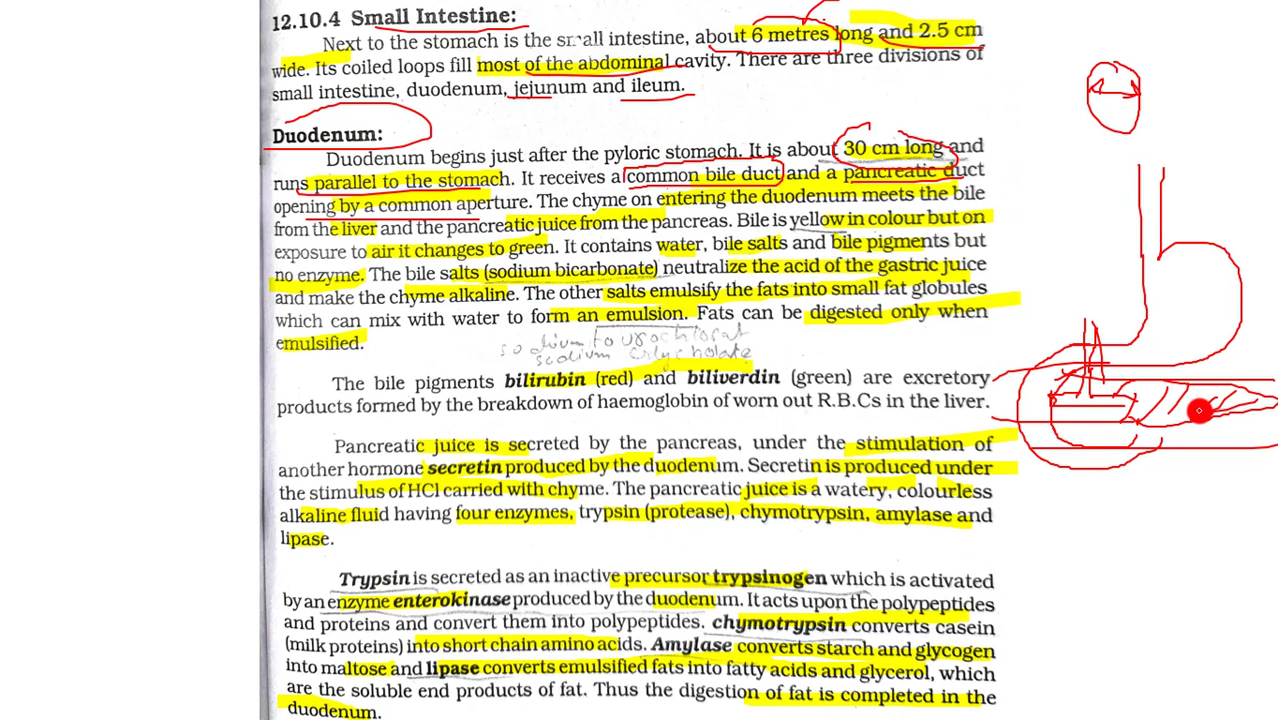 12.10.4 Small Intestine:
Next to the stomach is the small intestine, about 6 metres long and 2.5 cm
wide. Its coiled loops fill most of the abdominal cavity. There are three divisions of
small intestine, duodenum, jejunum and ileum.
Duodenum:
Duodenum begins just after the pyloric stomach. It is about 30 cm long and
runs parallel to the stomach. It receives a common bile duct and a pancreatic duct
opening by a common aperture. The chyme on entering the duodenum meets the bile
from the liver and the pancreatic juice from the pancreas. Bile is yellow in colour but on
exposure to air it changes to green. It contains water, bile salts and bile pigments but
no enzyme. The bile salts (sodium bicarbonate) neutralize the acid of the gastric juice
and make the chyme alkaline. The other salts emulsify the fats into small fat globules
which can mix with water to form an emulsion. Fats can be digested only when
emulsified.
sodium
sodium
The bile pigments bilirubin (red) and biliverdin (green) are excretory
products formed by the breakdown of haemoglobin of worn out R.B.Cs in the liver.
Pancreatic juice is secreted by the pancreas, under the stimulation of
another hormone secretin produced by the duodenum. Secretin is produced under
the stimulus of HCl carried with chyme. The pancreatic juice is a watery, colourless
alkaline fluid having four enzymes, trypsin (protease), chymotrypsin, amylase and
lipase.
Trypsin is secreted as an inactive precursor trypsinogen which is activated
by an enzyme enterokinase produced by the duodenum. It acts upon the polypeptides
and proteins and convert them into polypeptides. chymotrypsin converts casein
(milk proteins) into short chain amino acids. Amylase converts starch and glycogen
into maltose and lipase converts emulsified fats into fatty acids and glycerol, which
are the soluble end products of fat. Thus the digestion of fat is completed in the
duodenum.